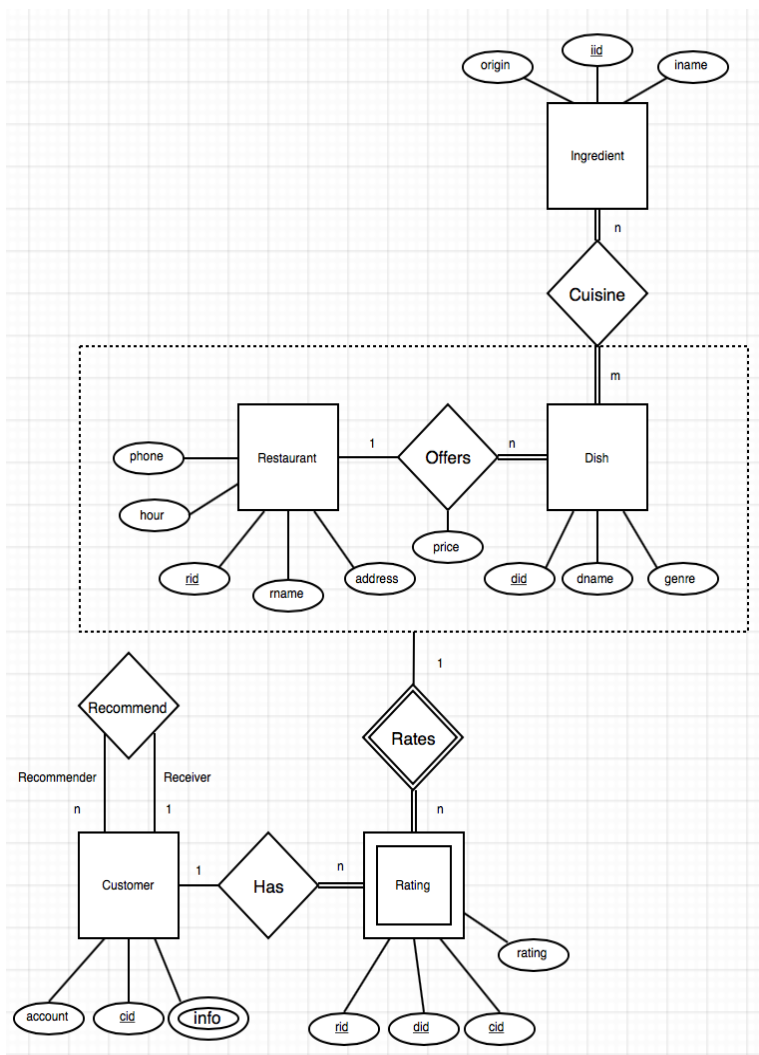 iid
origin
iname
Ingredient
n
Cuisine
m
1
n
phone
Restaurant
Offers
Dish
hour
price
rid
address
did
dname
genre
rname
1
Recommend
Rates
Recommender
Receiver
n
1
n
1
n
Customer
Has
Rating
rating
account
cid
info
rid
did
cid